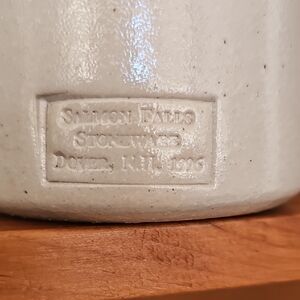 SALMON FALLS
STONEWARE
DOVER, N.H. 1996